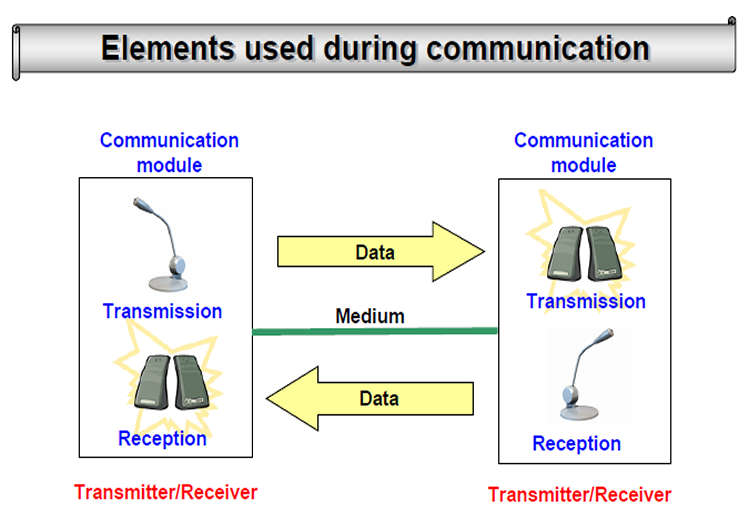 Elements used during communication
Communication
module
Communication
module
Data
Transmission
Transmission
Medium
Data
Reception
Reception
Transmitter/Receiver
Transmitter/Receiver